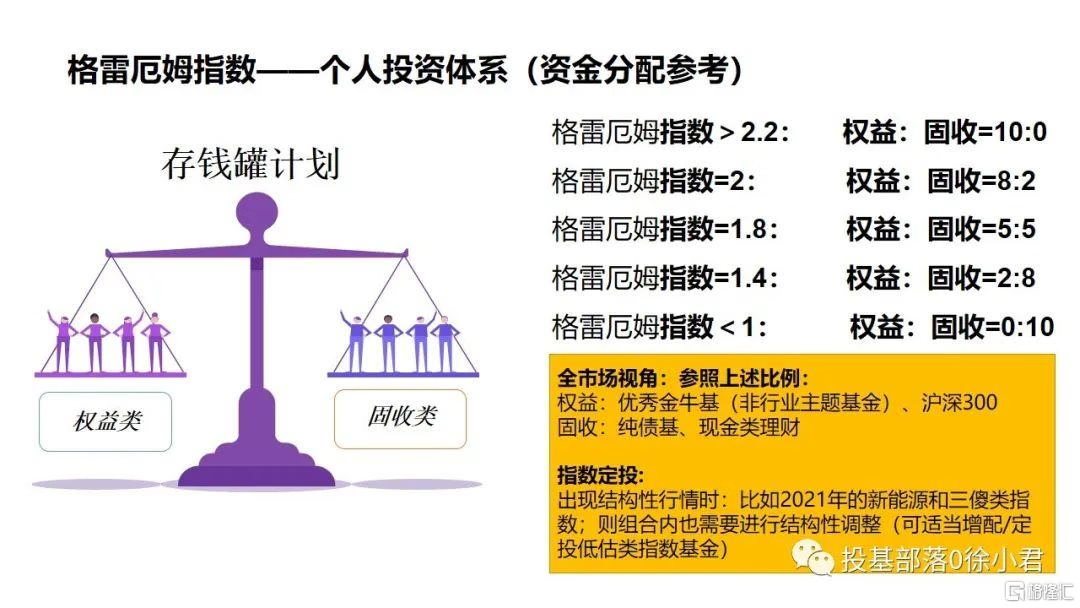 格雷厄姆指数——个人投资体系（资金分配参考）
存钱罐计划
权益类
固收类
格雷厄姆指数＞2.2： 权益：固收=10:0
格雷厄姆指数=2： 权益：固收=8:2
格雷厄姆指数=1.8： 权益：固收=5:5
格雷厄姆指数=1.4： 权益：固收=2:8
格雷厄姆指数＜1： 权益：固收=0:10
全市场视角：参照上述比例：
权益：优秀金牛基（非行业主题基金）、沪深300
固收：纯债基、现金类理财
指数定投:
出现结构性行情时：比如2021年的新能源和三傻类指
数；则组合内也需要进行结构性调整（可适当增配/定
投低估类指数基金）
投基部落0徐小君
格隆汇